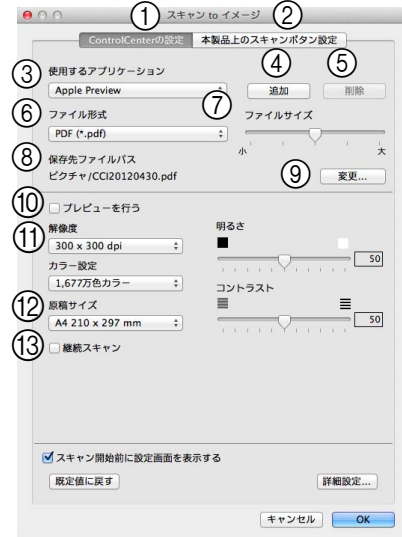 ① スキャン to イメージ ②
ControlCenterの設定 本製品上のスキャンボタン設定
③ 使用するアプリケーション ④ ⑤
Apple Preview 追加 削除
⑥ ファイル形式 ⑦ ファイルサイズ
PDF (*.pdf)
小 大
⑧ 保存先ファイルパス
ピクチャ/CCI20120430.pdf ⑨ 変更...
⑩ プレビューを行う
⑪ 解像度 明るさ
300 x 300 dpi
50
カラー設定
1,677万色カラー コントラスト
⑫ 原稿サイズ
A4 210 x 297 mm 50
⑬ 継続スキャン
スキャン開始前に設定画面を表示する
既定値に戻す 詳細設定...
キャンセル OK